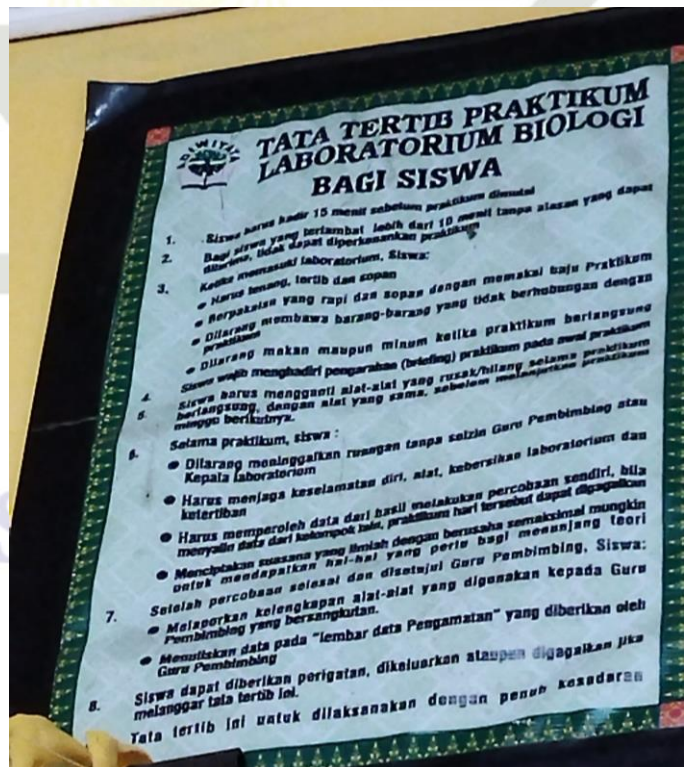 ADIWIYATA
TATA TERTIB PRAKTIKUM
LABORATORIUM BIOLOGI
BAGI SISWA
1. Siswa harus hadir 15 menit sebelum praktikum dimulai
2. Bagi siswa yang terlambat lebih dari 10 menit tanpa alasan yang dapat
diterima, tidak dapat diperkenankan praktikum
3. Ketika memasuki laboratorium, Siswa:
● Harus tenang, tertib dan sopan
● Berpakaian yang rapi dan sopan dengan memakai baju Praktikum
● Dilarang membawa barang-barang yang tidak berhubungan dengan
praktikum
● Dilarang makan maupun minum ketika praktikum berlangsung
4. Siswa wajib menghadiri pengarahan (briefing) praktikum pada awal praktikum
5. Siswa harus mengganti alat-alat yang rusak/hilang selama praktikum
berlangsung, dengan alat yang sama, sebelum melanjutkan praktikum
minggu berikutnya.
6. Selama praktikum, siswa :
● Dilarang meninggalkan ruangan tanpa seizin Guru Pembimbing atau
Kepala laboratorium
● Harus menjaga keselamatan diri, alat, kebersihan laboratorium dan
ketertiban
● Harus memperoleh data dari hasil melakukan percobaan sendiri, bila
menyalin data dari kelompok lain, praktikum hari tersebut dapat digagalkan
● Menciptakan suasana yang ilmiah dengan berusaha semaksimal mungkin
untuk mendapatkan hal-hal yang perlu bagi menunjang teori
7. Setelah percobaan selesai dan disetujui Guru Pembimbing, Siswa:
● Melaporkan kelengkapan alat-alat yang digunakan kepada Guru
Pembimbing yang bersangkutan.
● Menuliskan data pada "lembar data Pengamatan" yang diberikan oleh
Guru Pembimbing
8. Siswa dapat diberikan perigatan, dikeluarkan ataupun digagalkan jika
melanggar tata tertib ini.
Tata tertib ini untuk dilaksanakan dengan penuh kesadaran